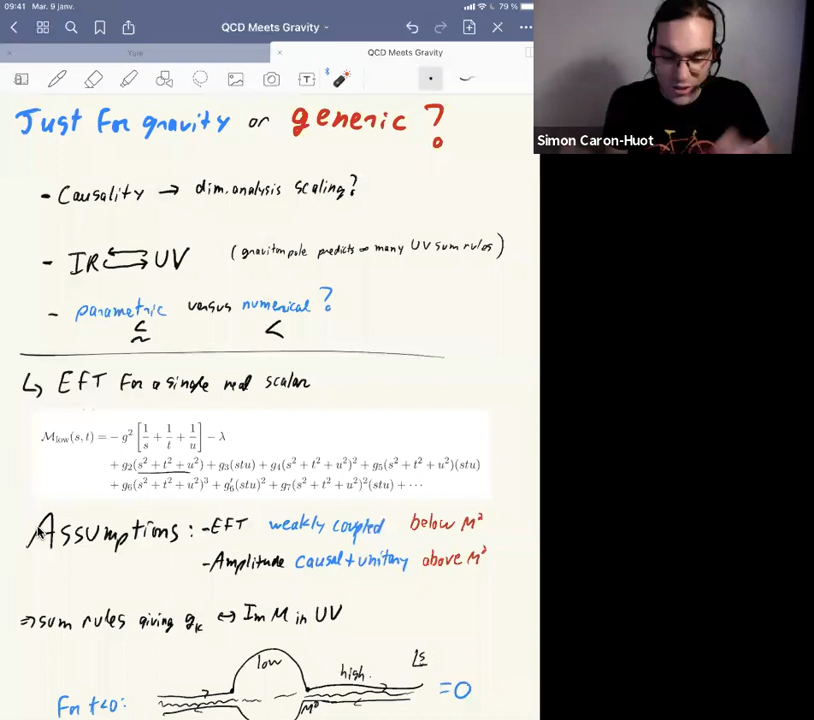 09:41 Mar. 9 janv.
79 %
QCD Meets Gravity
Yure
QCD Meets Gravity
Simon Caron-Huot
Just for gravity or generic ?
- Causality → dim. analysis scaling?
- IR ⇄ UV (graviton pole predicts ∞ many UV sum rules)
- parametric versus numerical ?
≲ <
↳ EFT for a single real scalar
M_low(s, t) = − g² [1/s + 1/t + 1/u] − λ
+ g₂(s² + t² + u²) + g₃(stu) + g₄(s² + t² + u²)² + g₅(s² + t² + u²)(stu)
+ g₆(s² + t² + u²)³ + g₆′(stu)² + g₇(s² + t² + u²)²(stu) + ⋯
Assumptions: - EFT weakly coupled below M²
- Amplitude causal + unitary above M²
⇒ sum rules giving gₖ ↔ Im M in UV
low
high.
s
For t<0:
M²
=0